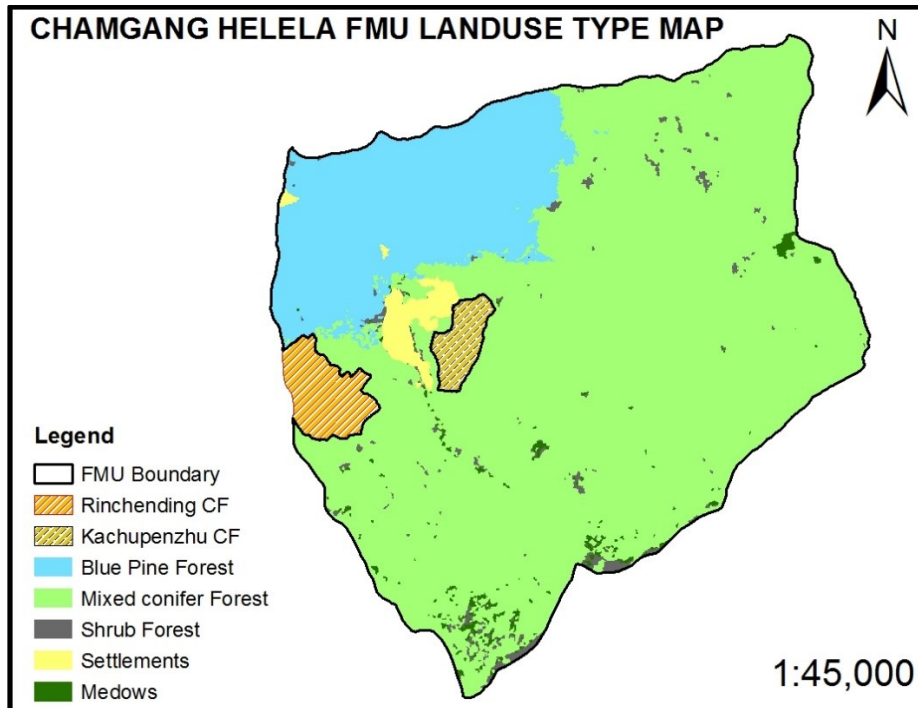 CHAMGANG HELELA FMU LANDUSE TYPE MAP
N
Legend
FMU Boundary
Rinchending CF
Kachupenzhu CF
Blue Pine Forest
Mixed conifer Forest
Shrub Forest
Settlements
Medows
1:45,000